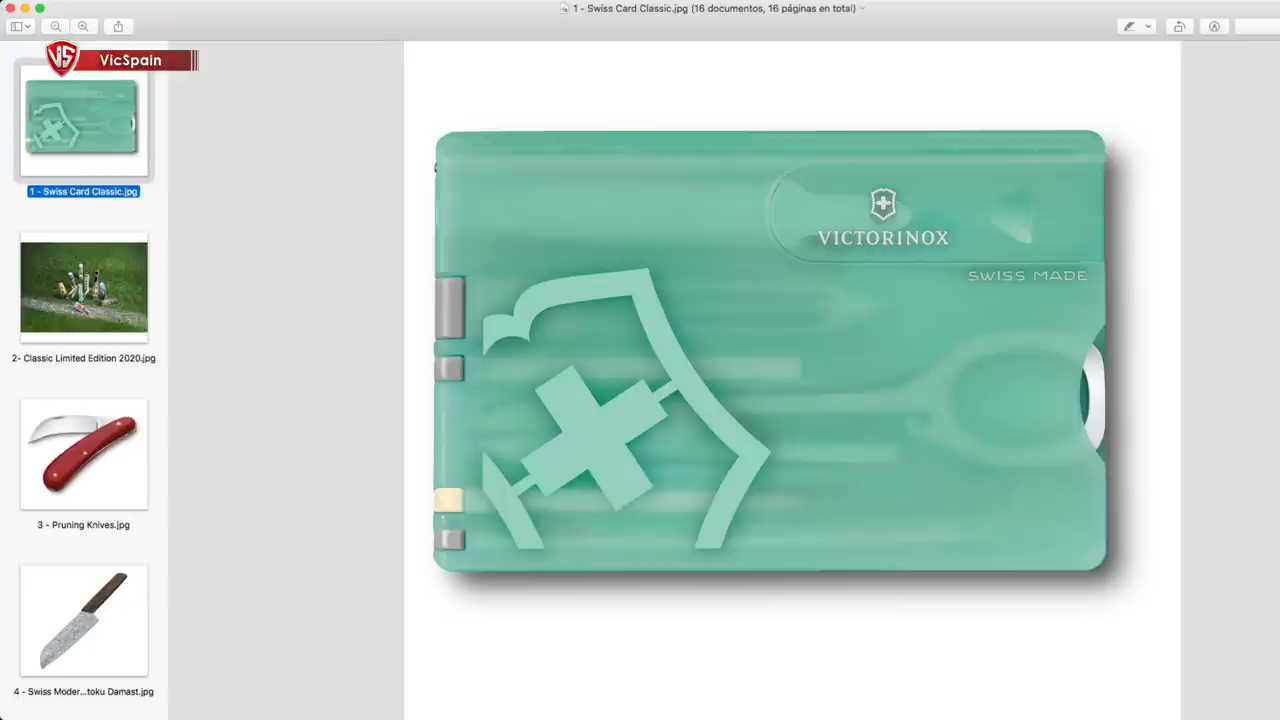 1 - Swiss Card Classic.jpg (16 documentos, 16 páginas en total)
VicSpain
VICTORINOX
SWISS MADE
1 - Swiss Card Classic.jpg
2- Classic Limited Edition 2020.jpg
3 - Pruning Knives.jpg
4 - Swiss Moder...toku Damast.jpg